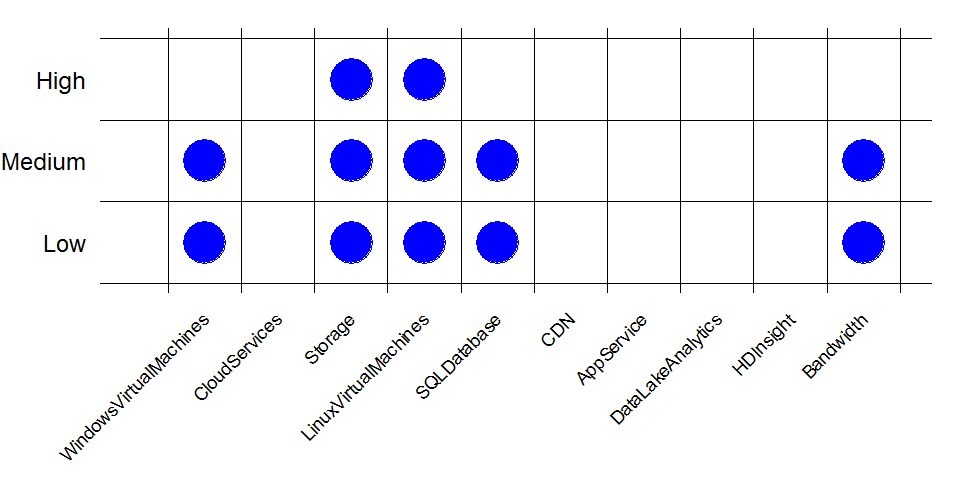 High
Medium
Low
WindowsVirtualMachines
CloudServices
Storage
LinuxVirtualMachines
SQLDatabase
CDN
AppService
DataLakeAnalytics
HDInsight
Bandwidth